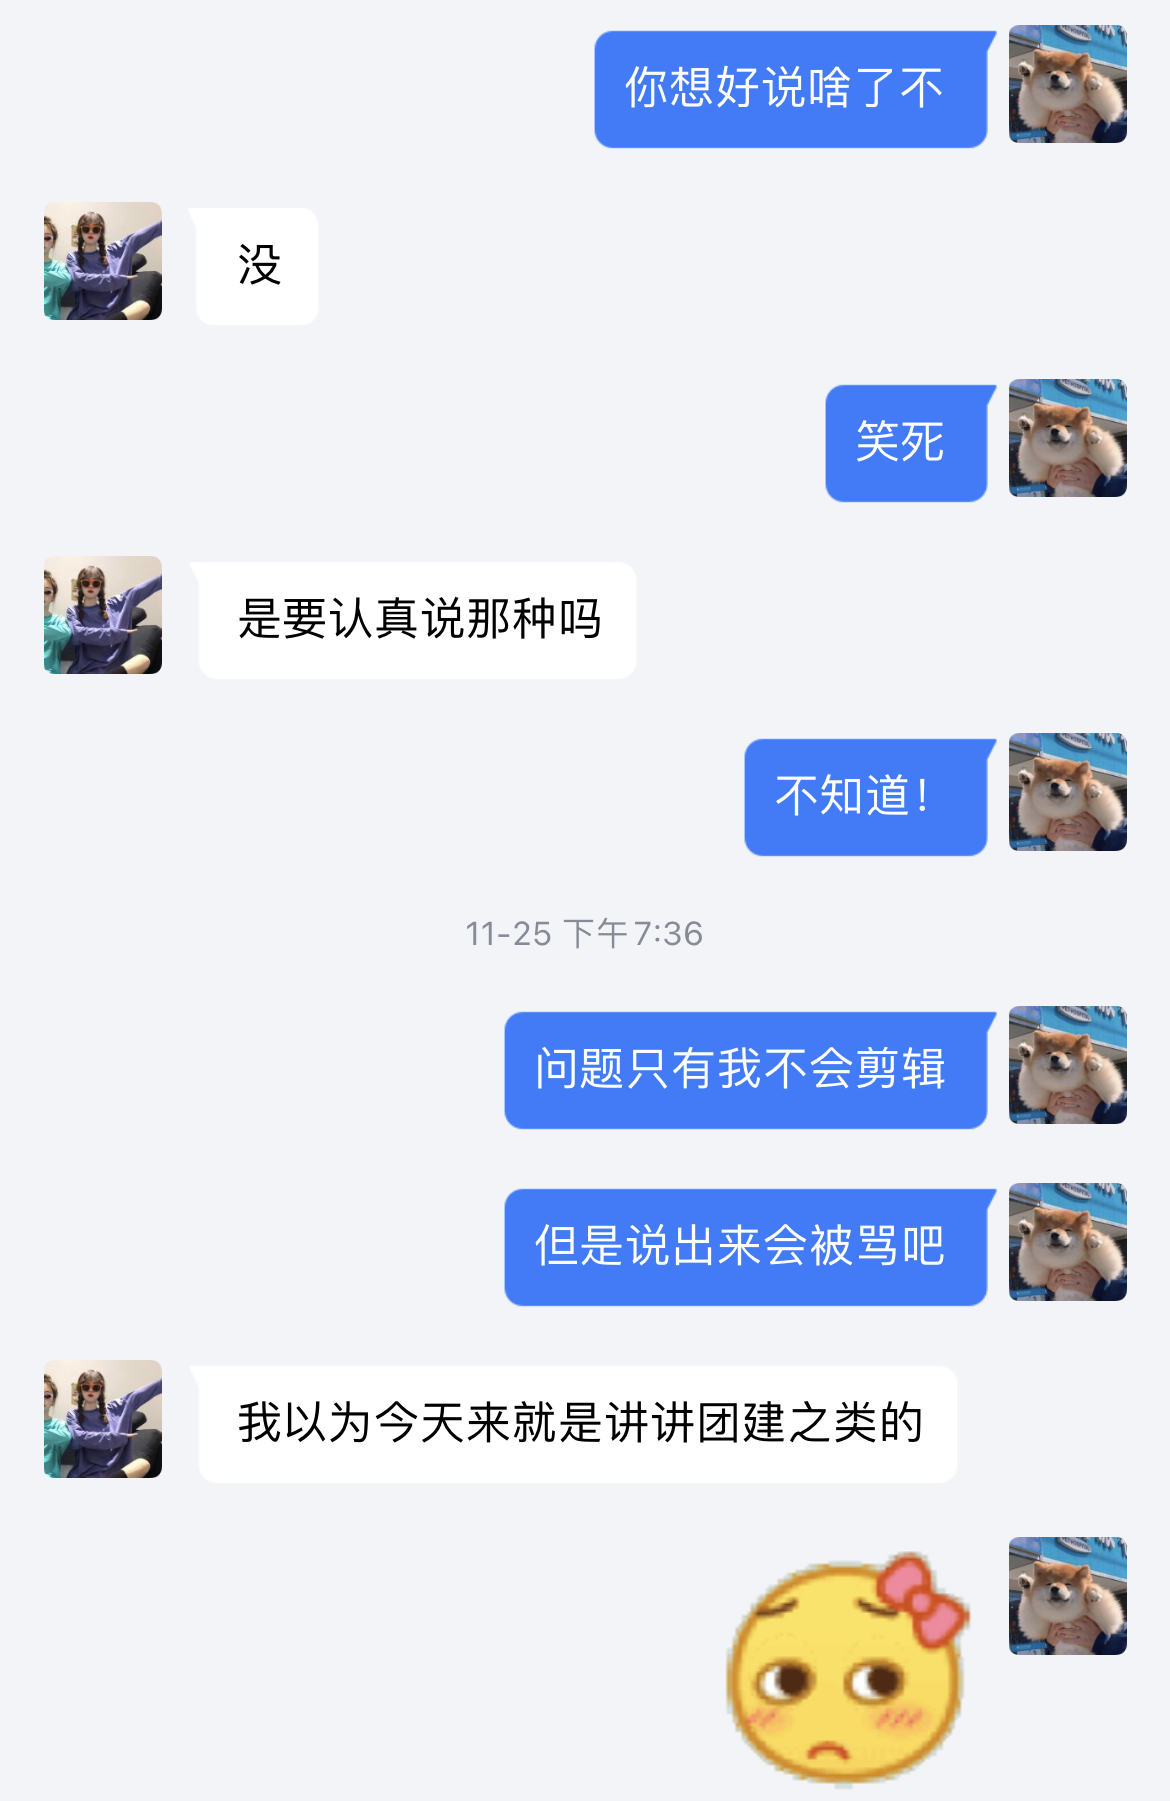 你想好说啥了不
没
笑死
是要认真说那种吗
不知道！
11-25 下午7:36
问题只有我不会剪辑
但是说出来会被骂吧
我以为今天来就是讲讲团建之类的